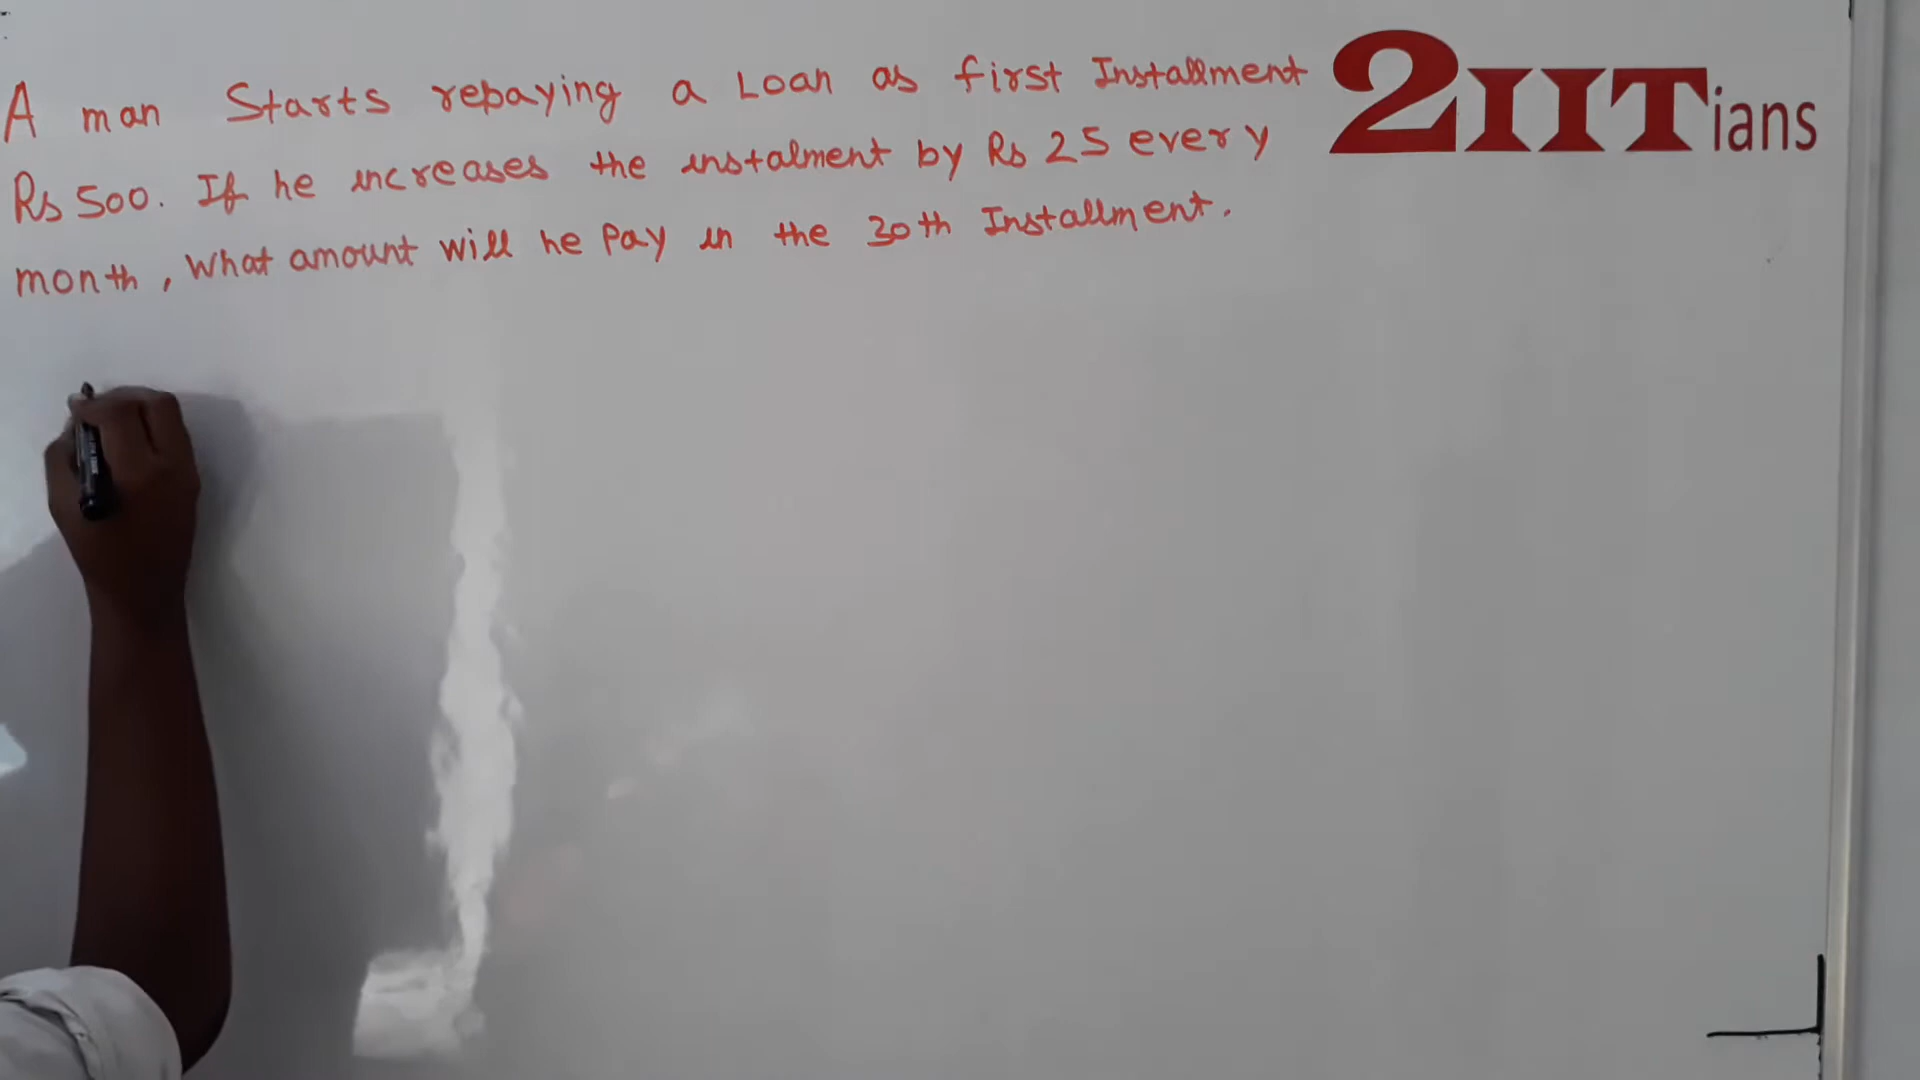 A man Starts repaying a Loan as first Installment
Rs 500. If he increases the instalment by Rs 25 every
month, What amount will he Pay in the 30th Installment.
2IITians